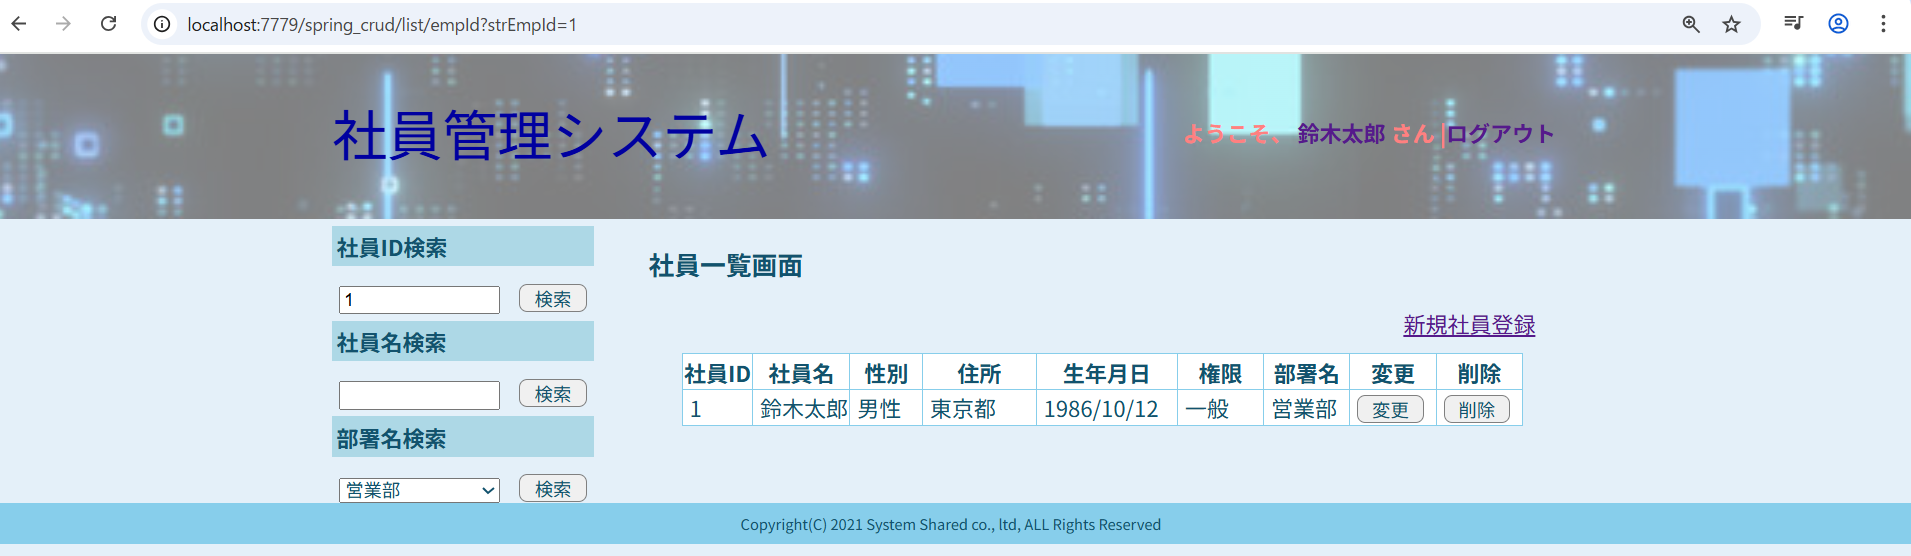 localhost:7779/spring_crud/list/empId?strEmpId=1
社員管理システム
ようこそ、 鈴木太郎 さん |ログアウト
社員ID検索
1 検索
社員名検索
検索
部署名検索
営業部 検索
社員一覧画面
新規社員登録
社員ID 社員名 性別 住所 生年月日 権限 部署名 変更 削除
1 鈴木太郎 男性 東京都 1986/10/12 一般 営業部 変更 削除
Copyright(C) 2021 System Shared co., ltd, ALL Rights Reserved